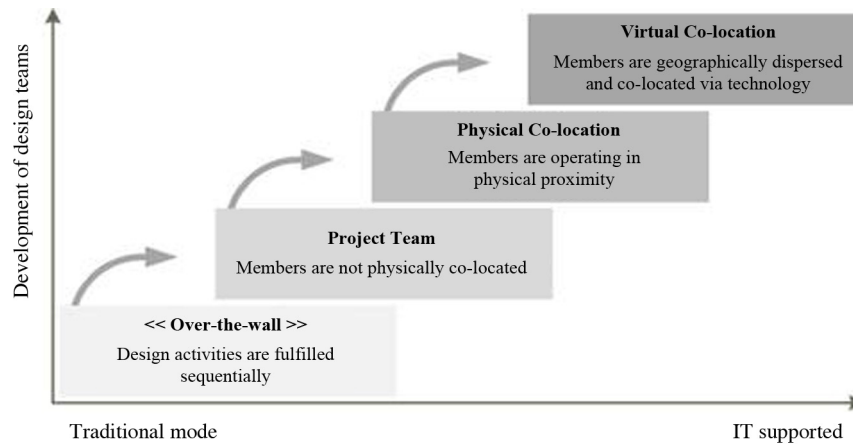 Development of design teams
Virtual Co-location
Members are geographically dispersed
and co-located via technology
Physical Co-location
Members are operating in
physical proximity
Project Team
Members are not physically co-located
<< Over-the-wall >>
Design activities are fulfilled
sequentially
Traditional mode
IT supported